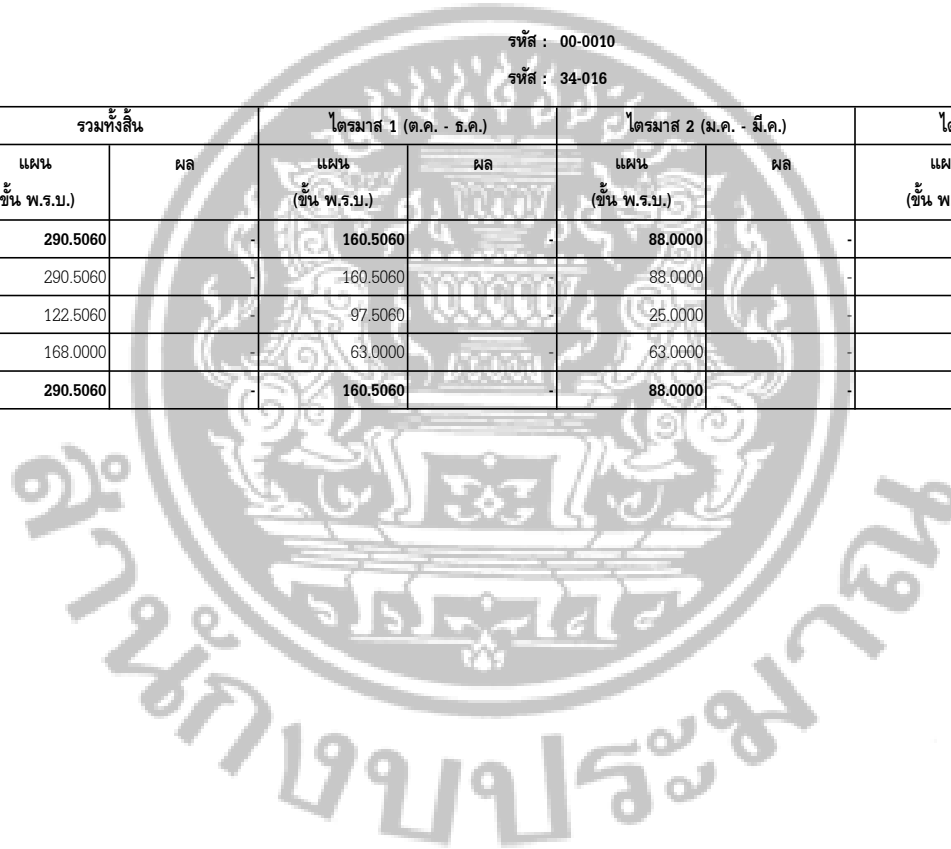 รหัส : 00-0010
รหัส : 34-016
รวมทั้งสิ้น ไตรมาส 1 (ต.ค. - ธ.ค.) ไตรมาส 2 (ม.ค. - มี.ค.)
แผน ผล แผน ผล แผน ผล
(ขั้น พ.ร.บ.) (ขั้น พ.ร.บ.)
290.5060 - 160.5060 - 88.0000 -
290.5060 - 160.5060 - 88.0000 -
122.5060 - 97.5060 - 25.0000 -
168.0000 - 63.0000 - 63.0000 -
290.5060 - 160.5060 - 88.0000 -
สำนักงบประมาณ